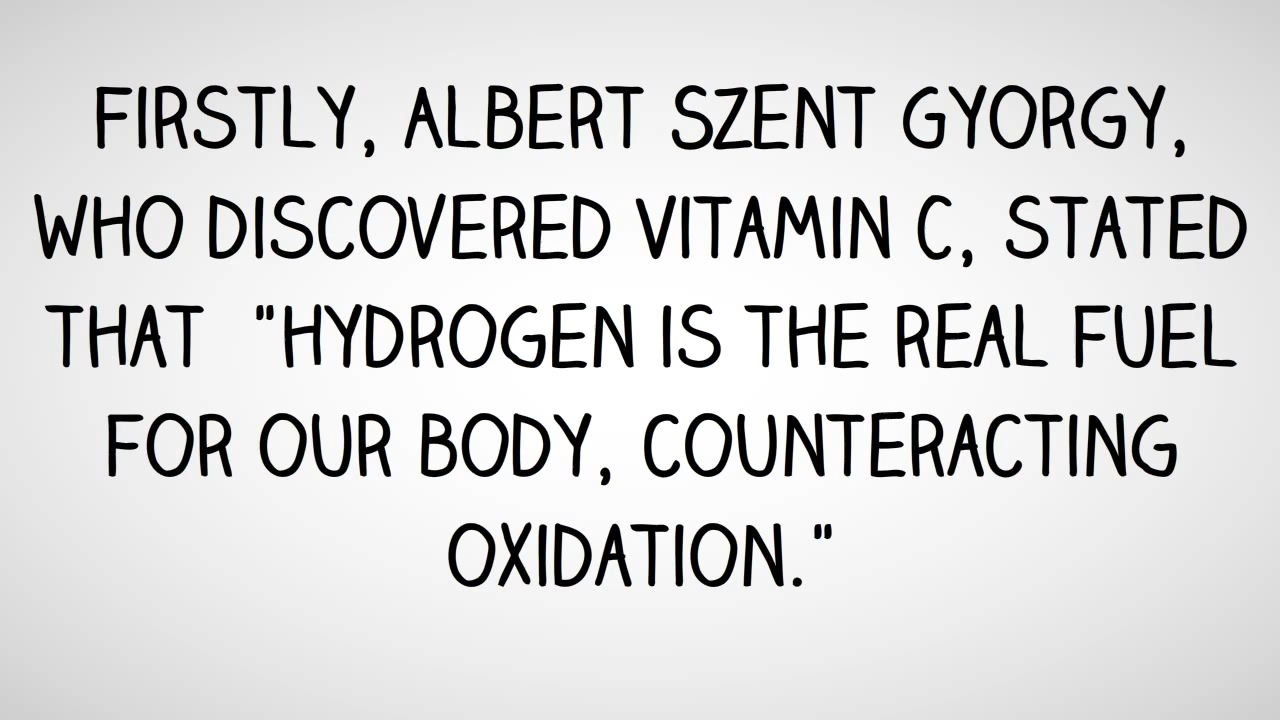 FIRSTLY, ALBERT SZENT GYORGY,
WHO DISCOVERED VITAMIN C, STATED
THAT "HYDROGEN IS THE REAL FUEL
FOR OUR BODY, COUNTERACTING
OXIDATION."